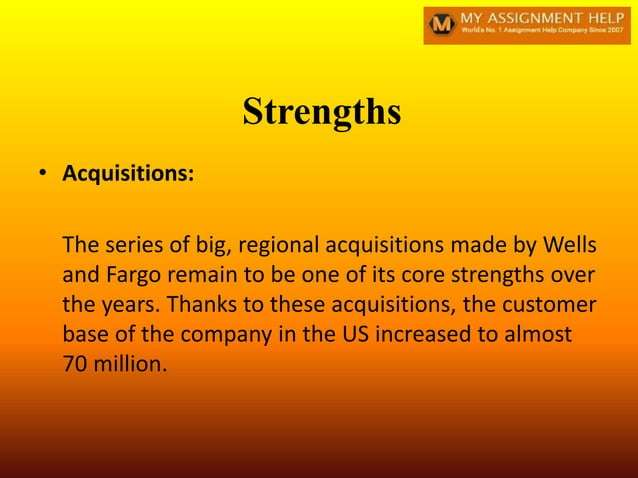 MY ASSIGNMENT HELP
World's No. 1 Assignment Help Company Since 2007
Strengths
• Acquisitions:
The series of big, regional acquisitions made by Wells
and Fargo remain to be one of its core strengths over
the years. Thanks to these acquisitions, the customer
base of the company in the US increased to almost
70 million.